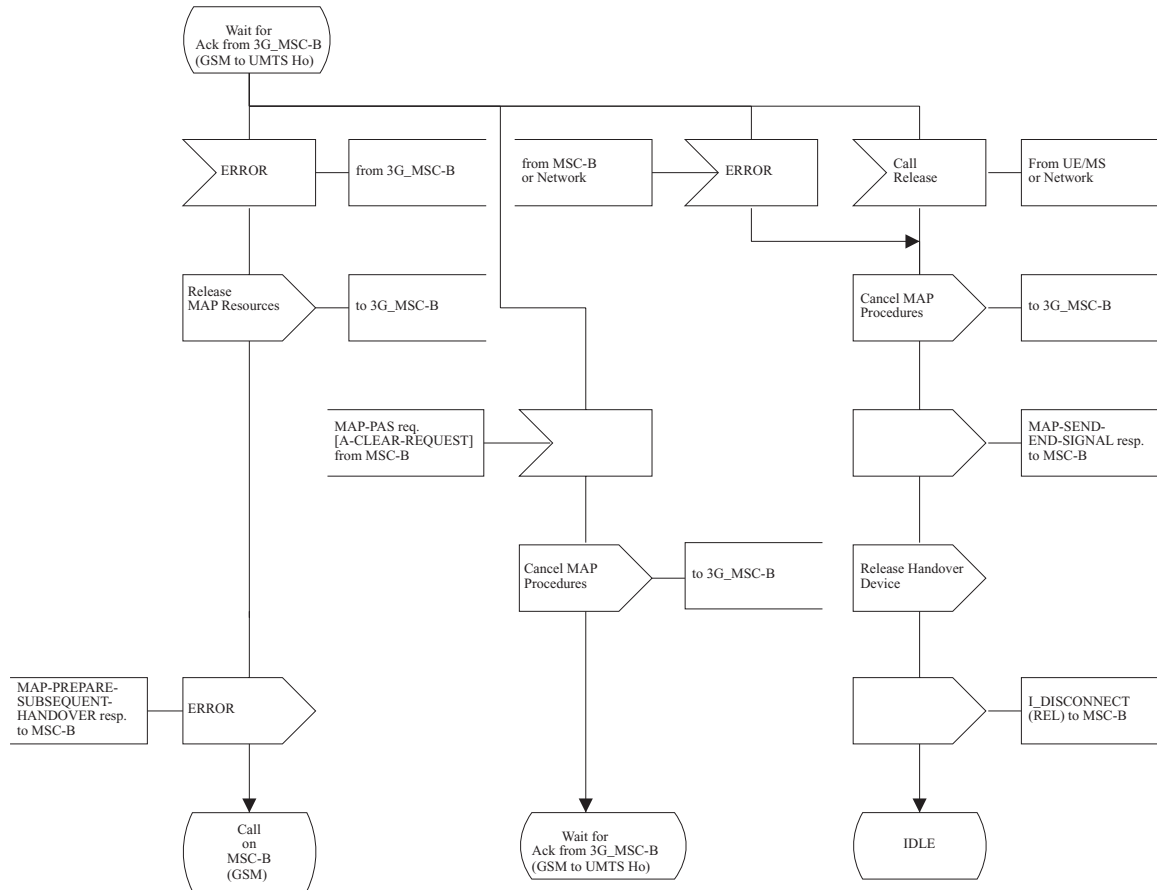 Wait for
Ack from 3G_MSC-B
(GSM to UMTS Ho)
ERROR
from 3G_MSC-B
from MSC-B
or Network
ERROR
Call
Release
From UE/MS
or Network
Release
MAP Resources
to 3G_MSC-B
Cancel MAP
Procedures
to 3G_MSC-B
MAP-PAS req.
[A-CLEAR-REQUEST]
from MSC-B
MAP-SEND-
END-SIGNAL resp.
to MSC-B
Cancel MAP
Procedures
to 3G_MSC-B
Release Handover
Device
MAP-PREPARE-
SUBSEQUENT-
HANDOVER resp.
to MSC-B
ERROR
I_DISCONNECT
(REL) to MSC-B
Call
on
MSC-B
(GSM)
Wait for
Ack from 3G_MSC-B
(GSM to UMTS Ho)
IDLE